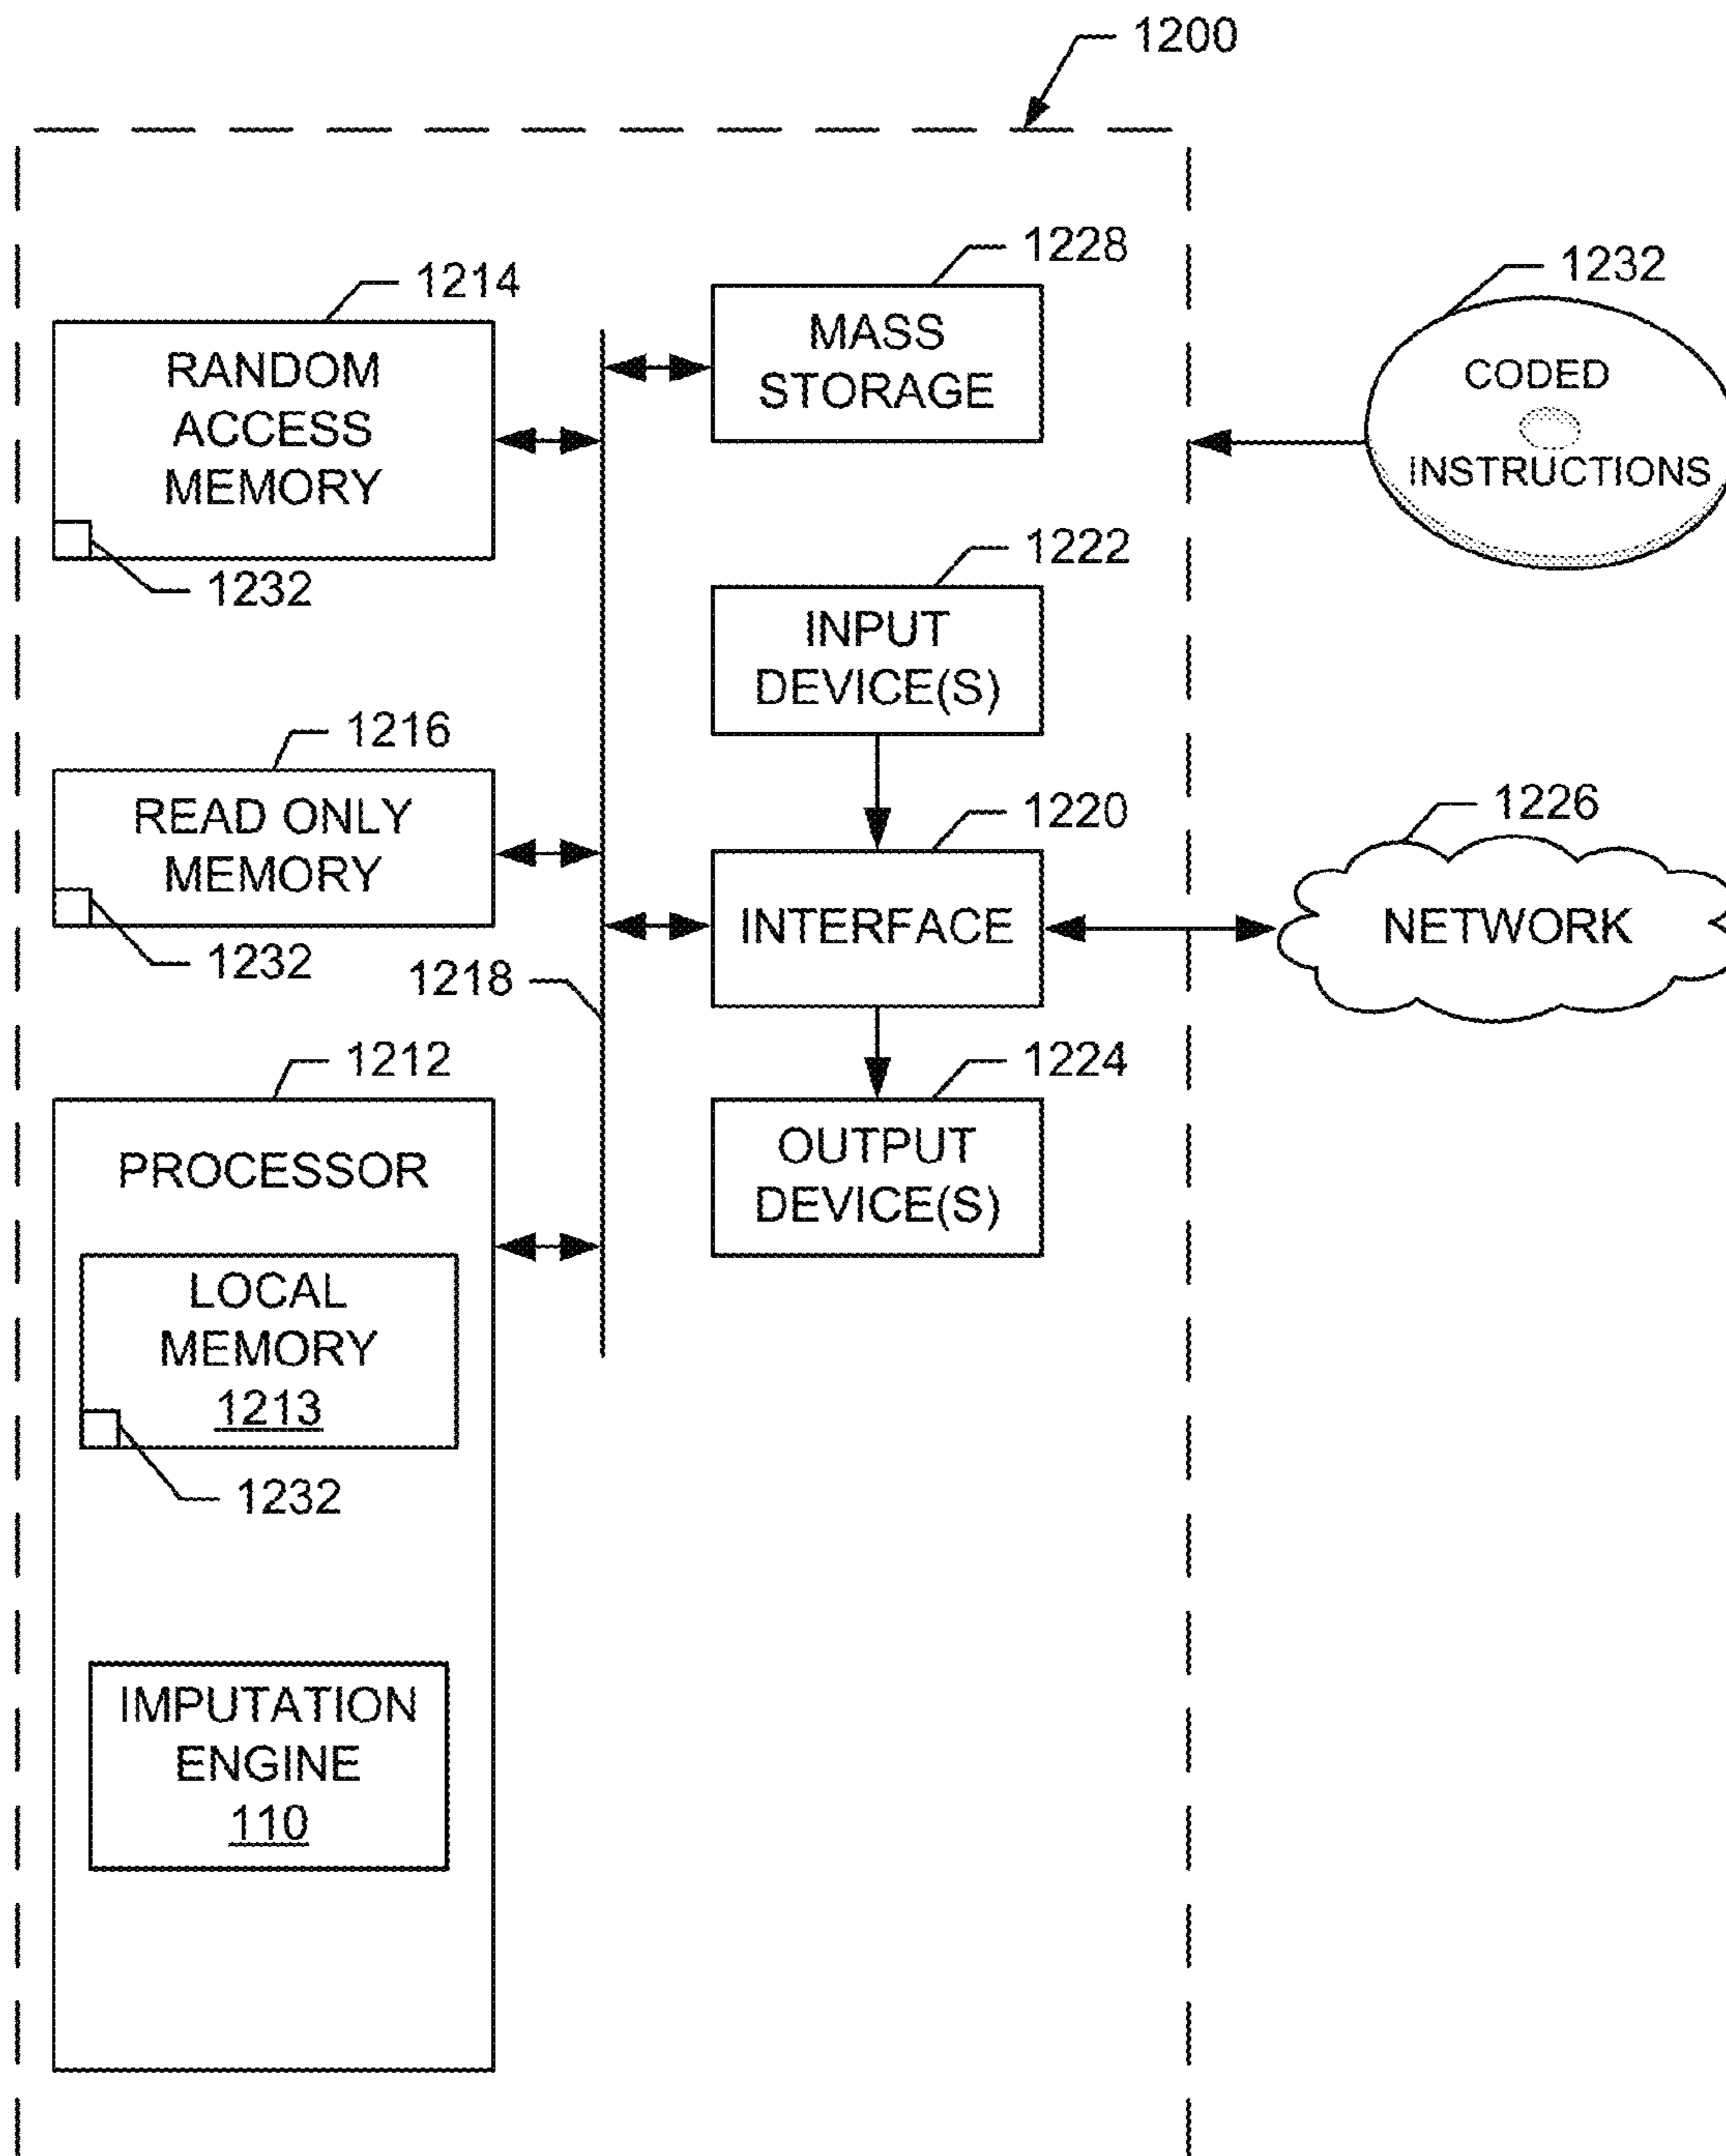 1200
1228
1232
1214
MASS
STORAGE
RANDOM
ACCESS
MEMORY
CODED
INSTRUCTIONS
1232
1222
INPUT
DEVICE(S)
1216
1220
1226
READ ONLY
MEMORY
INTERFACE
NETWORK
1232
1218
1212
1224
PROCESSOR
OUTPUT
DEVICE(S)
LOCAL
MEMORY
1213
1232
IMPUTATION
ENGINE
110